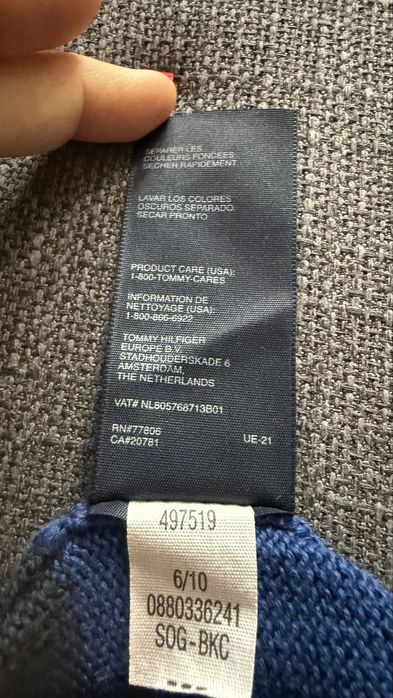 SEPARER LES
COULEURS FONCEES.
SECHER RAPIDEMENT
LAVAR LOS COLORES
OSCUROS SEPARADO.
SECAR PRONTO
PRODUCT CARE (USA):
1-800-TOMMY-CARES
INFORMATION DE
NETTOYAGE (USA):
1-800-866-6922
TOMMY HILFIGER
EUROPE B.V.
STADHOUDERSKADE 6
AMSTERDAM,
THE NETHERLANDS
VAT# NL805768713B01
RN#77806
CA#20781 UE-21
497519
6/10
0880336241
SOG-BKC